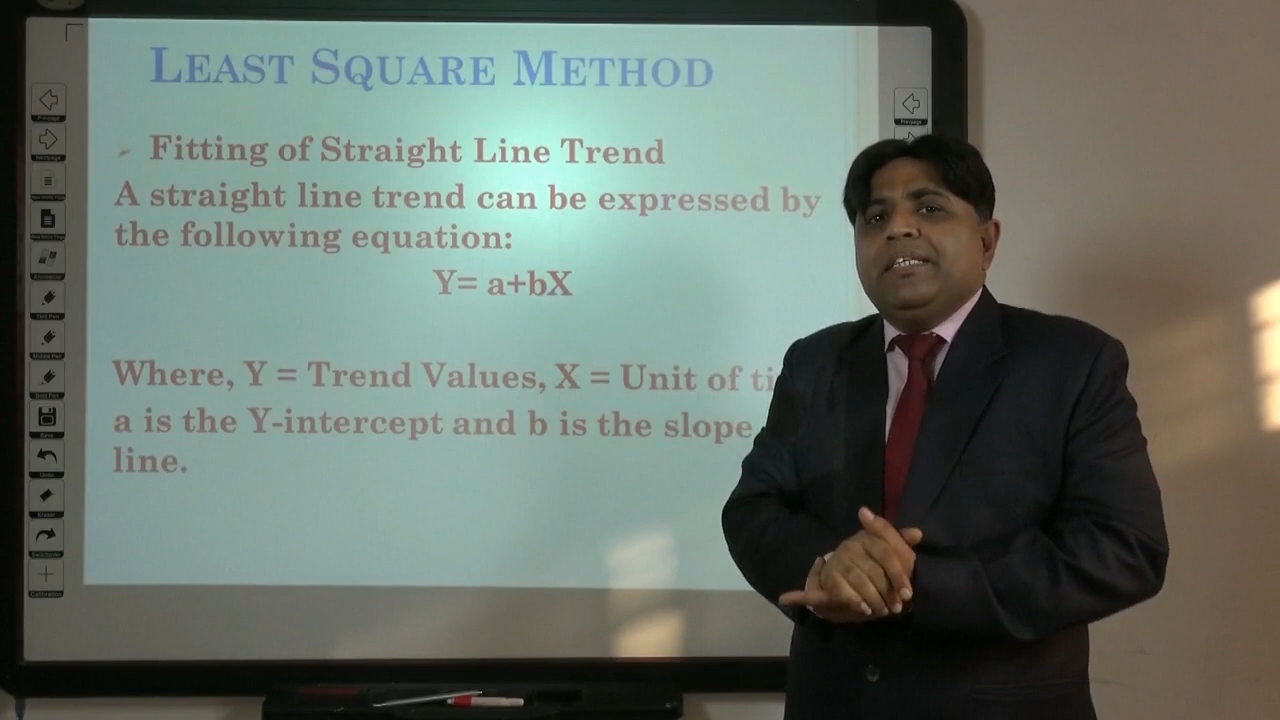 LEAST SQUARE METHOD
Fitting of Straight Line Trend
A straight line trend can be expressed by
the following equation:
Y= a+bX
Where, Y = Trend Values, X = Unit of
a is the Y-intercept and b is the slope
line.